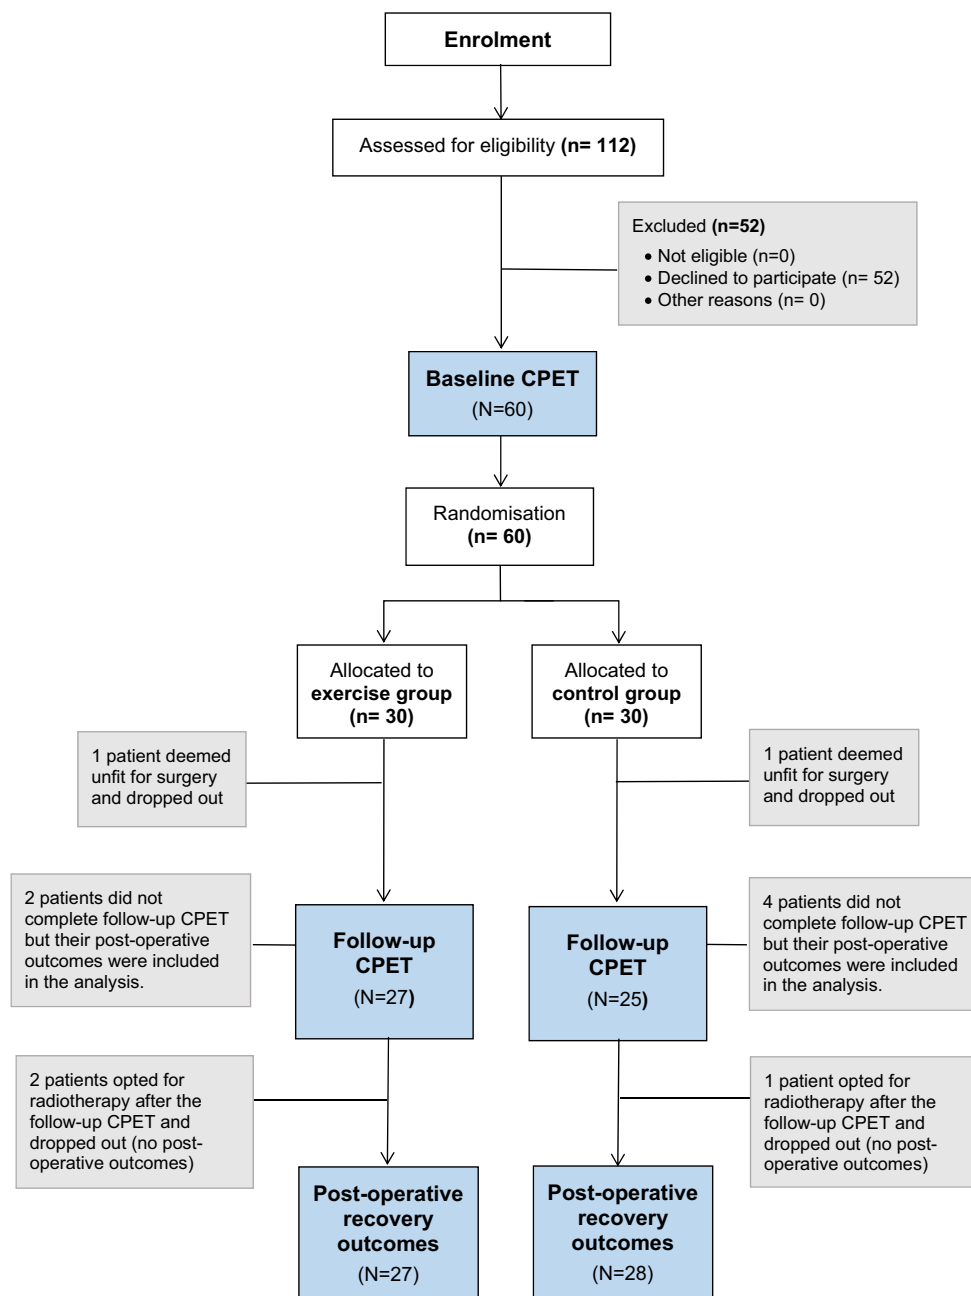 Enrolment
Assessed for eligibility (n= 112)
Excluded (n=52)
• Not eligible (n=0)
• Declined to participate (n= 52)
• Other reasons (n= 0)
Baseline CPET
(N=60)
Randomisation
(n= 60)
Allocated to
exercise group
(n= 30)
Allocated to
control group
(n= 30)
1 patient deemed
unfit for surgery
and dropped out
1 patient deemed
unfit for surgery
and dropped out
2 patients did not
complete follow-up CPET
but their post-operative
outcomes were included
in the analysis.
Follow-up
CPET
(N=27)
Follow-up
CPET
(N=25)
4 patients did not
complete follow-up CPET
but their post-operative
outcomes were included
in the analysis.
2 patients opted for
radiotherapy after the
follow-up CPET and
dropped out (no post-
operative outcomes)
1 patient opted for
radiotherapy after the
follow-up CPET and
dropped out (no post-
operative outcomes)
Post-operative
recovery
outcomes
(N=27)
Post-operative
recovery
outcomes
(N=28)